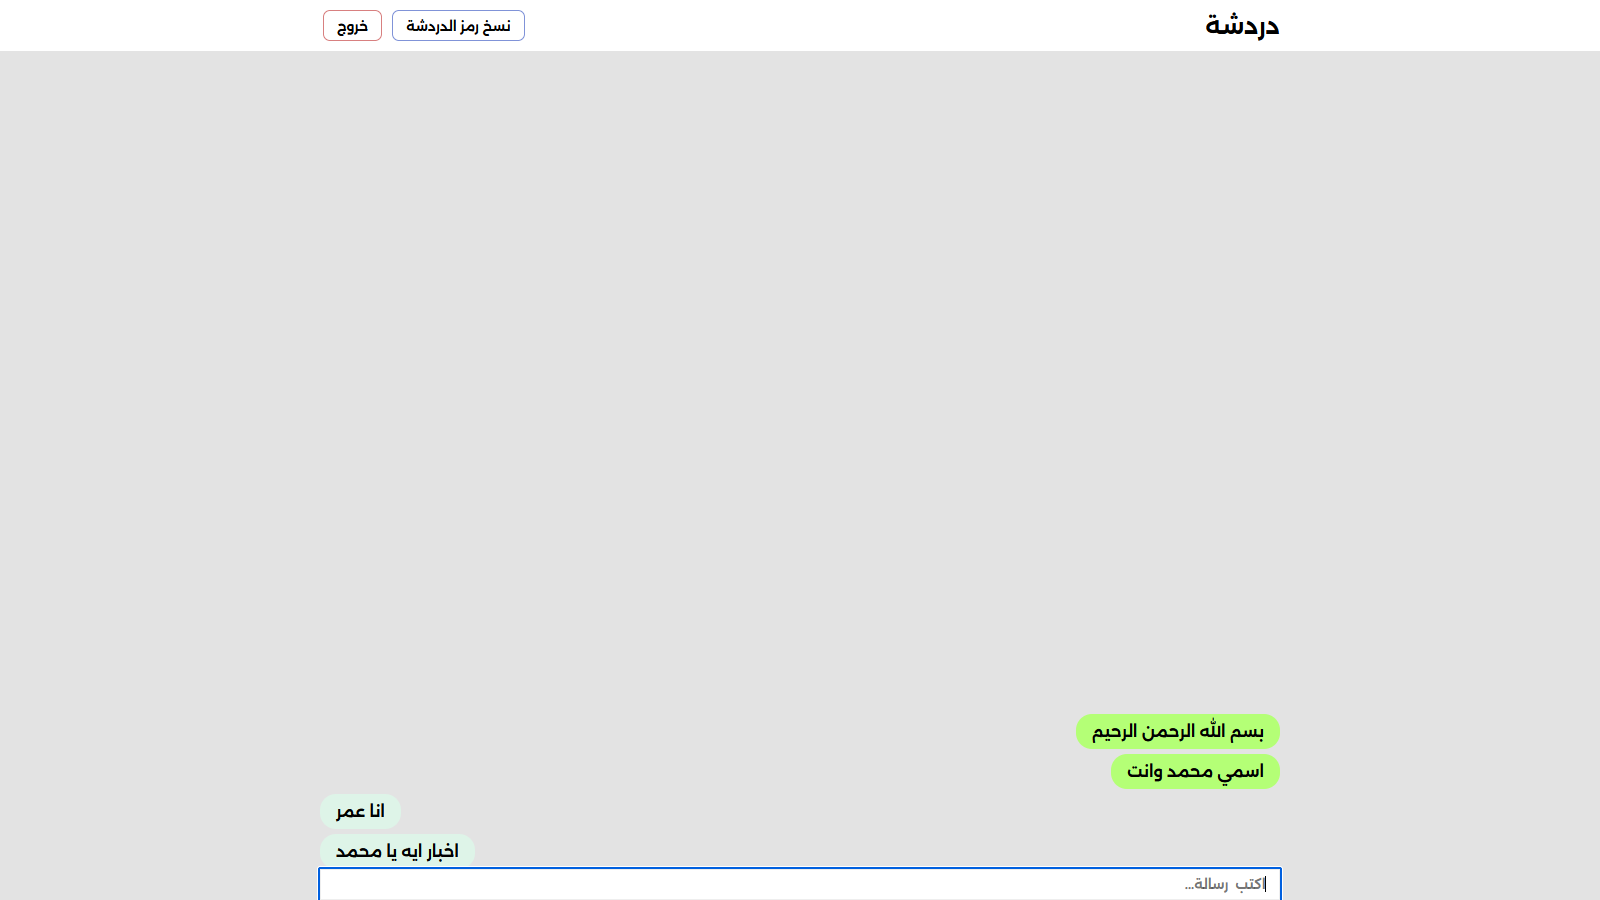 دردشة
نسخ رمز الدردشة
خروج
بسم الله الرحمن الرحيم
اسمي محمد وانت
انا عمر
اخبار ايه يا محمد
اكتب رسالة...